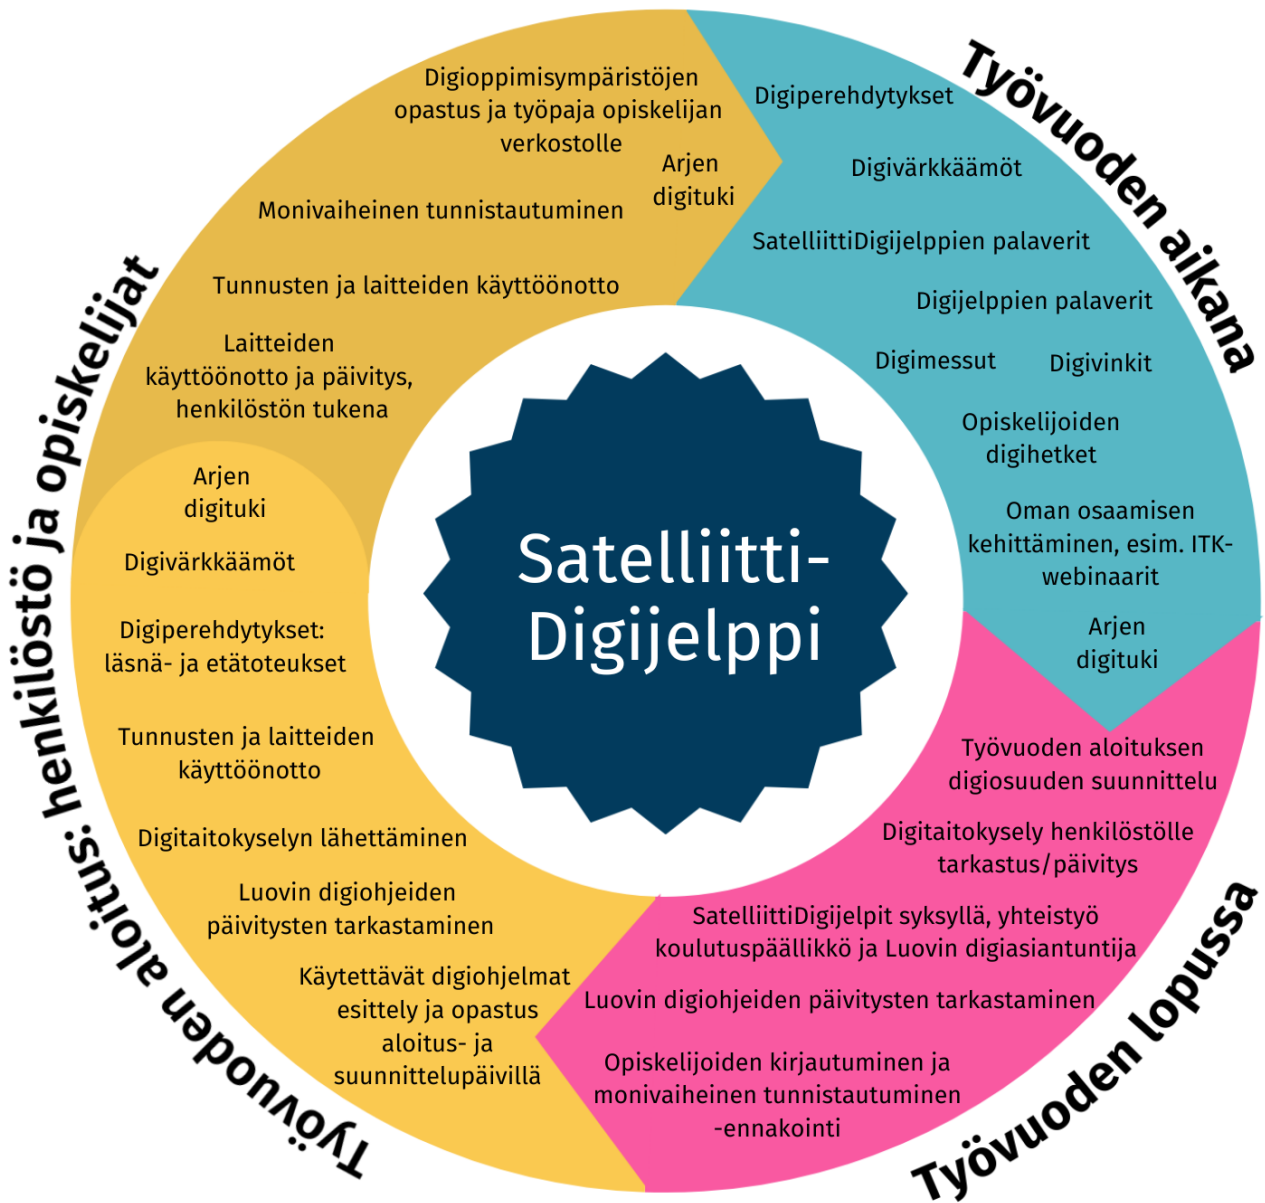 Satelliitti-
Digijelppi
Työvuoden aloitus: henkilöstö ja opiskelijat
Käytettävät digiohjelmat
esittely ja opastus
aloitus- ja
suunnittelupäivillä
Luovin digiohjeiden
päivitysten tarkastaminen
Digitaitokyselyn lähettäminen
Tunnusten ja laitteiden
käyttöönotto
Digiperehdytykset:
läsnä- ja etätoteukset
Digivärkkäämöt
Arjen
digituki
Laitteiden
käyttöönotto ja päivitys,
henkilöstön tukena
Tunnusten ja laitteiden käyttöönotto
Monivaiheinen tunnistautuminen
Digioppimisympäristöjen
opastus ja työpaja opiskelijan
verkostolle
Arjen
digituki
Työvuoden aikana
Digiperehdytykset
Digivärkkäämöt
SatelliittiDigijelppien palaverit
Digijelppien palaverit
Digimessut
Digivinkit
Opiskelijoiden
digihetket
Oman osaamisen
kehittäminen, esim. ITK-
webinaarit
Arjen
digituki
Työvuoden lopussa
Työvuoden aloituksen
digiosuuden suunnittelu
Digitaitokysely henkilöstölle
tarkastus/päivitys
SatelliittiDigijelpit syksyllä, yhteistyö
koulutuspäällikkö ja Luovin digiasiantuntija
Luovin digiohjeiden päivitysten tarkastaminen
Opiskelijoiden kirjautuminen ja
monivaiheinen tunnistautuminen
-ennakointi